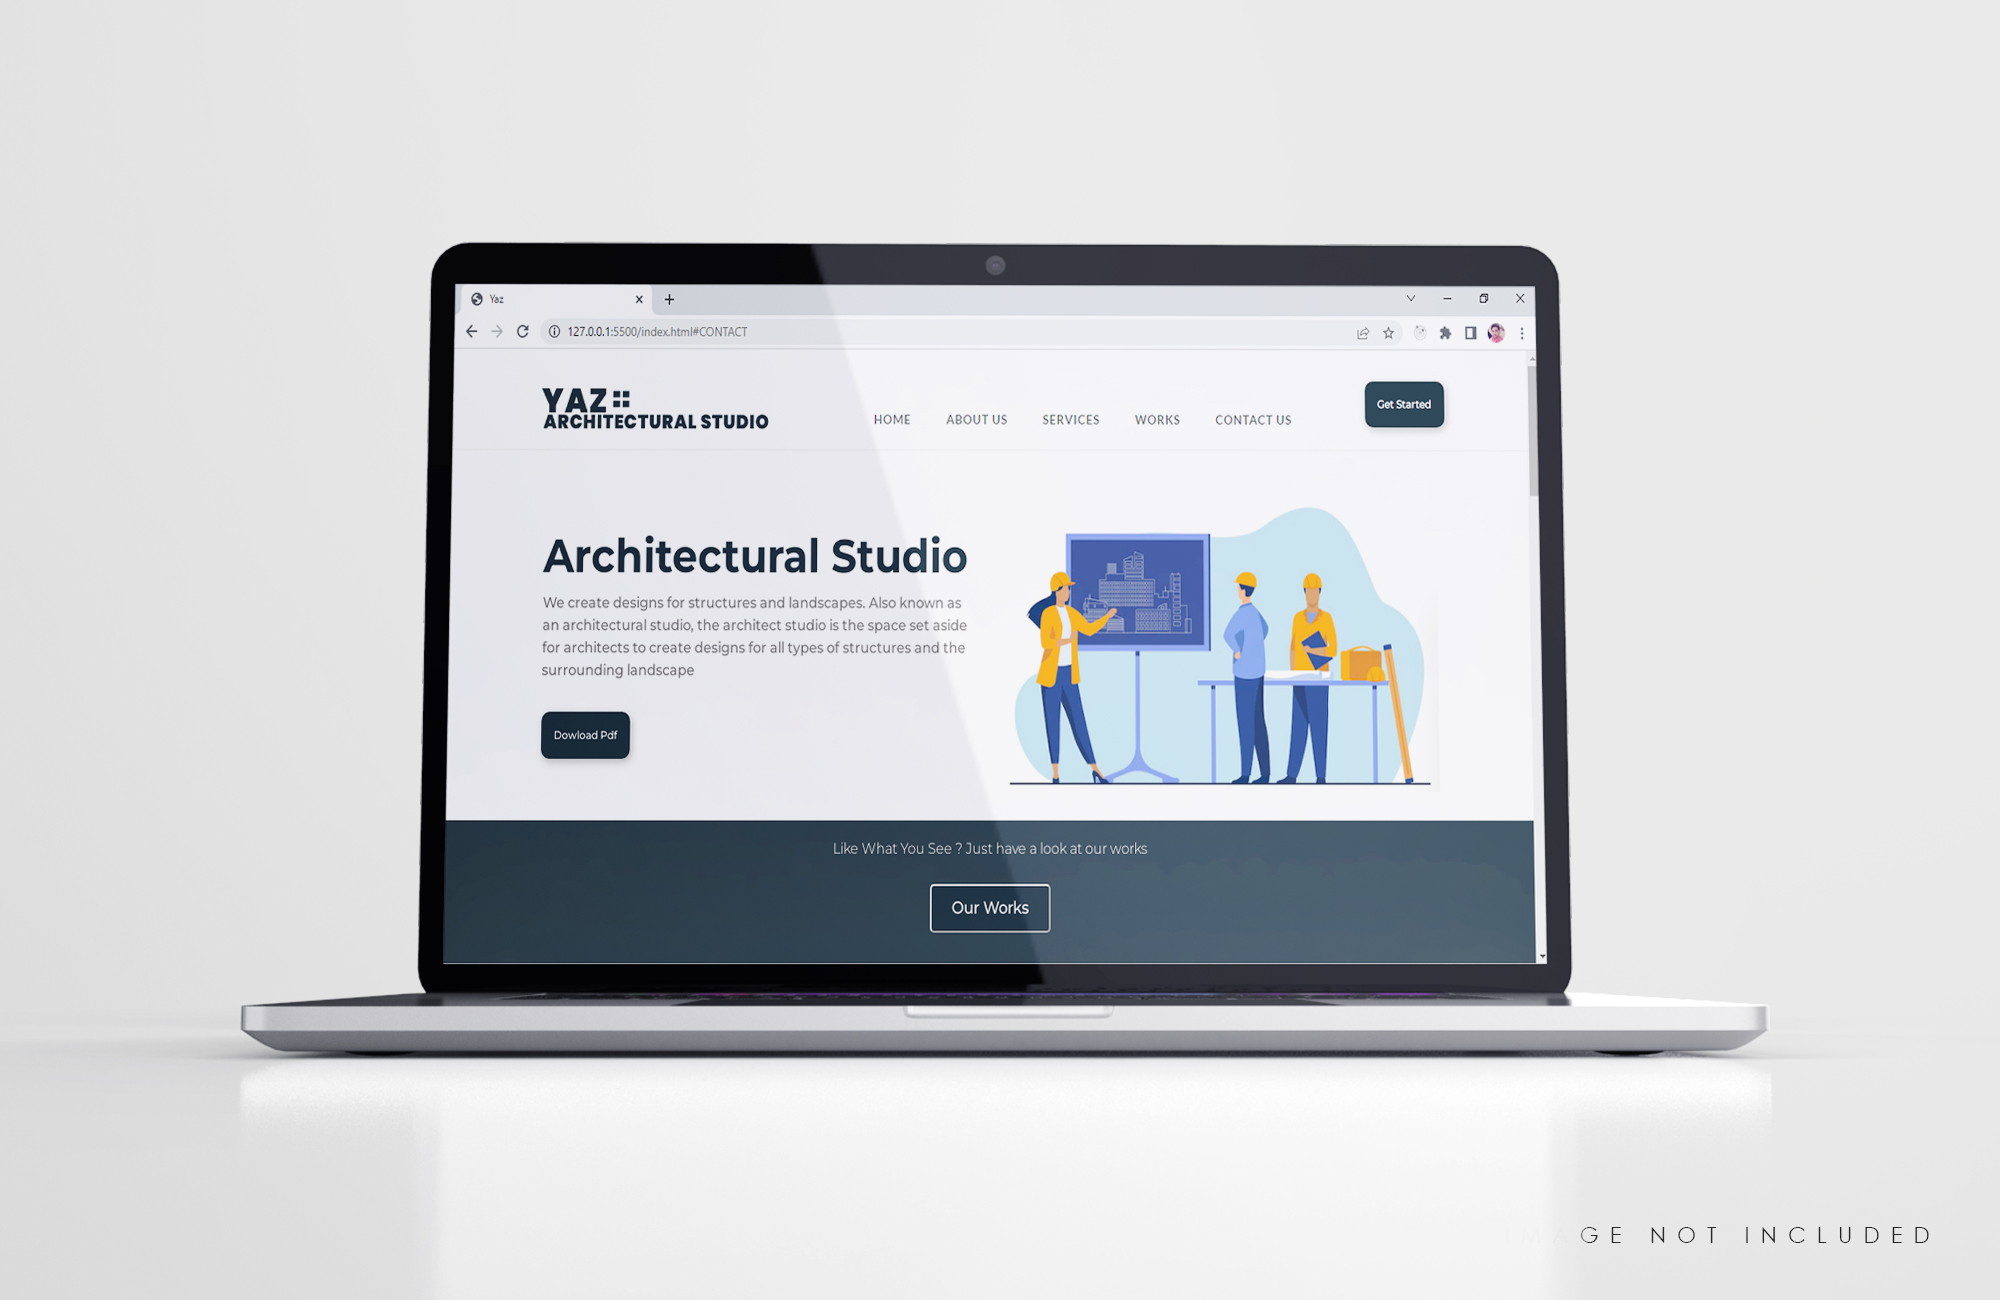 Yaz
127.0.0.1:5500/index.html#CONTACT
YAZ
ARCHITECTURAL STUDIO
HOME ABOUT US SERVICES WORKS CONTACT US
Get Started
Architectural Studio
We create designs for structures and landscapes. Also known as
an architectural studio, the architect studio is the space set aside
for architects to create designs for all types of structures and the
surrounding landscape
Dowload Pdf
Like What You See ? Just have a look at our works
Our Works
IMAGE NOT INCLUDED